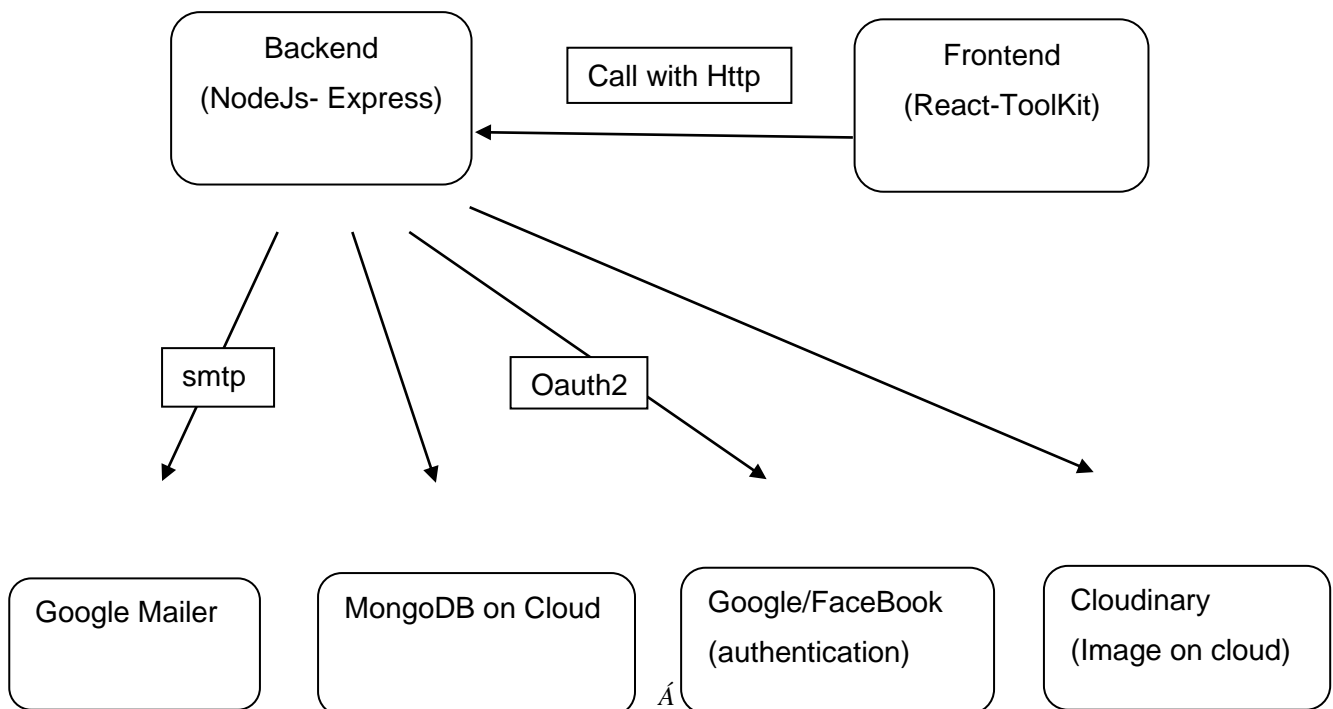 Backend
(NodeJs- Express)
Call with Http
Frontend
(React-ToolKit)
smtp
Oauth2
Google Mailer
MongoDB on Cloud
Google/FaceBook
(authentication)
Cloudinary
(Image on cloud)
Á